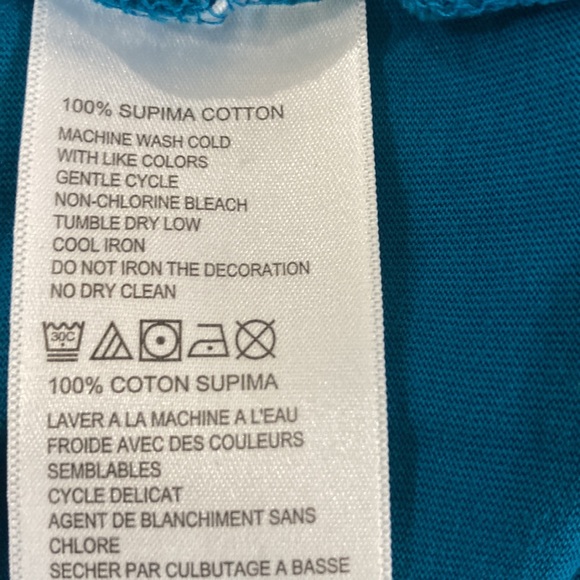 100% SUPIMA COTTON
MACHINE WASH COLD
WITH LIKE COLORS
GENTLE CYCLE
NON-CHLORINE BLEACH
TUMBLE DRY LOW
COOL IRON
DO NOT IRON THE DECORATION
NO DRY CLEAN
30C
100% COTON SUPIMA
LAVER A LA MACHINE A L'EAU
FROIDE AVEC DES COULEURS
SEMBLABLES
CYCLE DELICAT
AGENT DE BLANCHIMENT SANS
CHLORE
SECHER PAR CULBUTAGE A BASSE